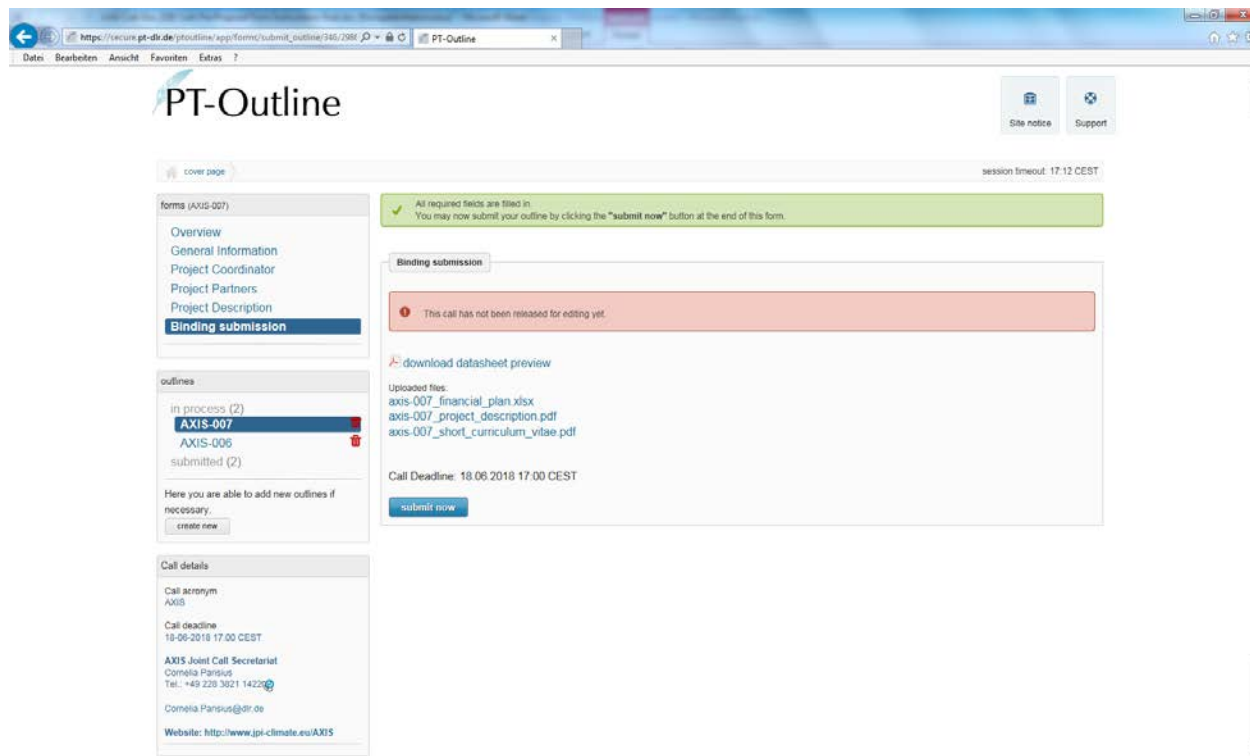 https://secure.pt-dlr.de/ptoutline/app/forms/submit_outline/346/298
PT-Outline
Datei Bearbeiten Ansicht Favoriten Extras ?
PT-Outline
Site notice
Support
cover page
session timeout: 17:12 CEST
forms (AXIS-007)
Overview
General Information
Project Coordinator
Project Partners
Project Description
Binding submission
All required fields are filled in
You may now submit your outline by clicking the "submit now" button at the end of this form.
Binding submission
This call has not been released for editing yet.
download datasheet preview
Uploaded files:
axis-007_financial_plan.xlsx
axis-007_project_description.pdf
axis-007_short_curriculum_vitae.pdf
Call Deadline: 18.06.2018 17:00 CEST
submit now
outlines
in process (2)
AXIS-007
AXIS-006
submitted (2)
Here you are able to add new outlines if
necessary.
create new
Call details
Call acronym
AXIS
Call deadline
18-06-2018 17:00 CEST
AXIS Joint Call Secretariat
Cornelia Parisius
Tel.: +49 228 3821 1422
Cornelia.Parisius@dlr.de
Website: http://www.jpi-climate.eu/AXIS